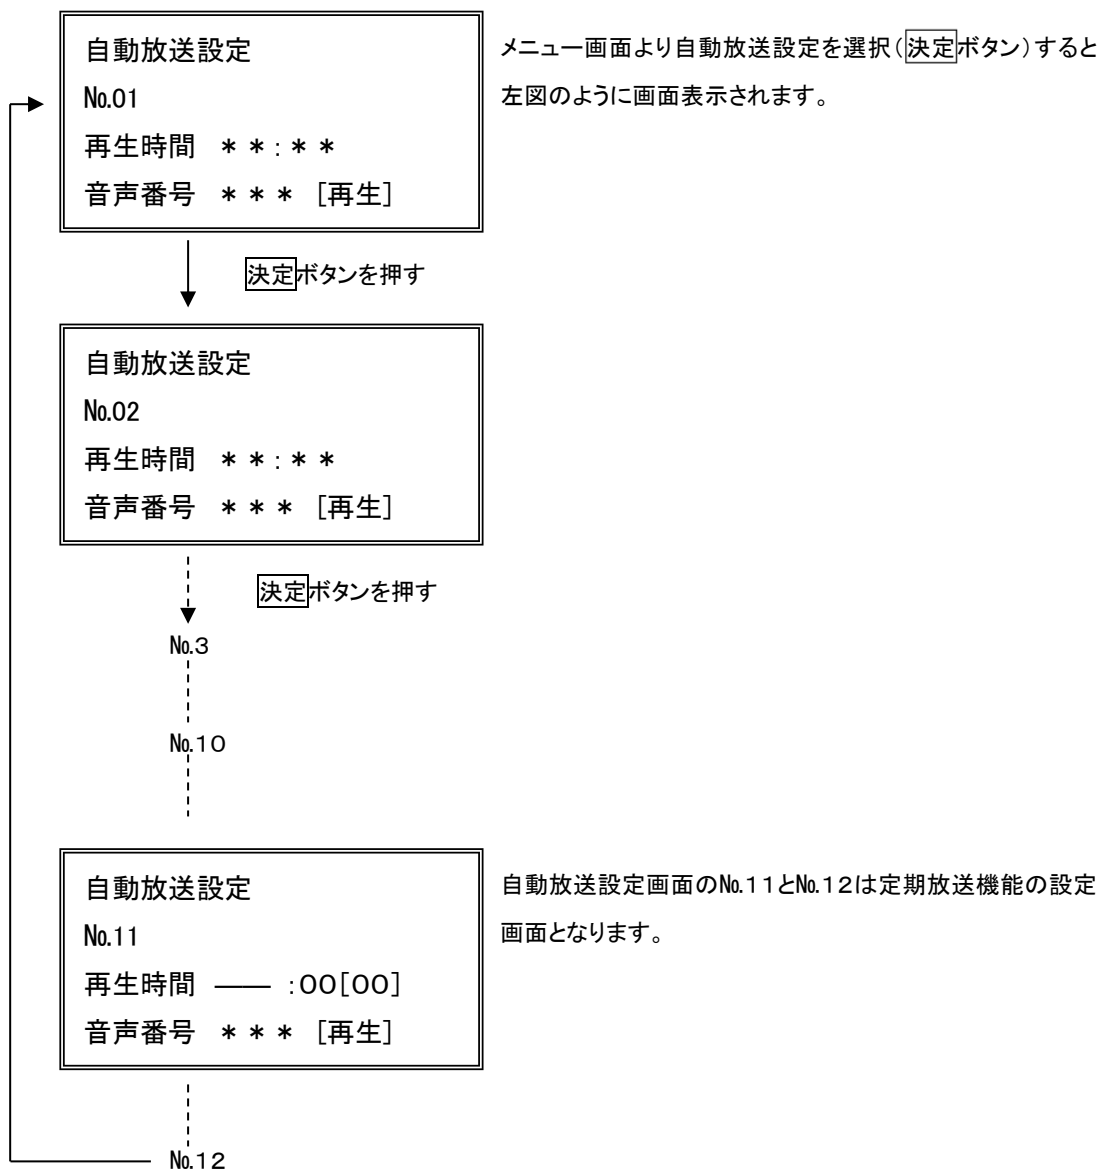 自動放送設定
№.01
再生時間　＊＊:＊＊
音声番号　＊＊＊ [再生]
メニュー画面より自動放送設定を選択(決定ボタン)すると
左図のように画面表示されます。
決定ボタンを押す
自動放送設定
№.02
再生時間　＊＊:＊＊
音声番号　＊＊＊ [再生]
決定ボタンを押す
№.3
№.10
自動放送設定
№.11
再生時間　―― :00[00]
音声番号　＊＊＊ [再生]
自動放送設定画面の№.11と№.12は定期放送機能の設定
画面となります。
№.12